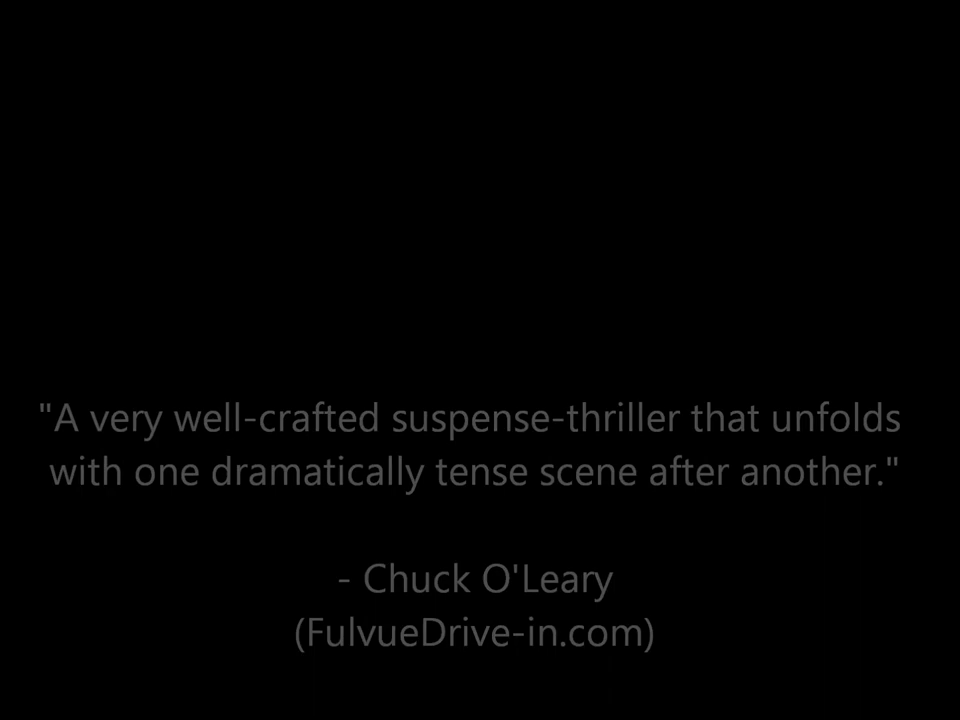 "A very well-crafted suspense-thriller that unfolds
with one dramatically tense scene after another."
- Chuck O'Leary
(FulvueDrive-in.com)